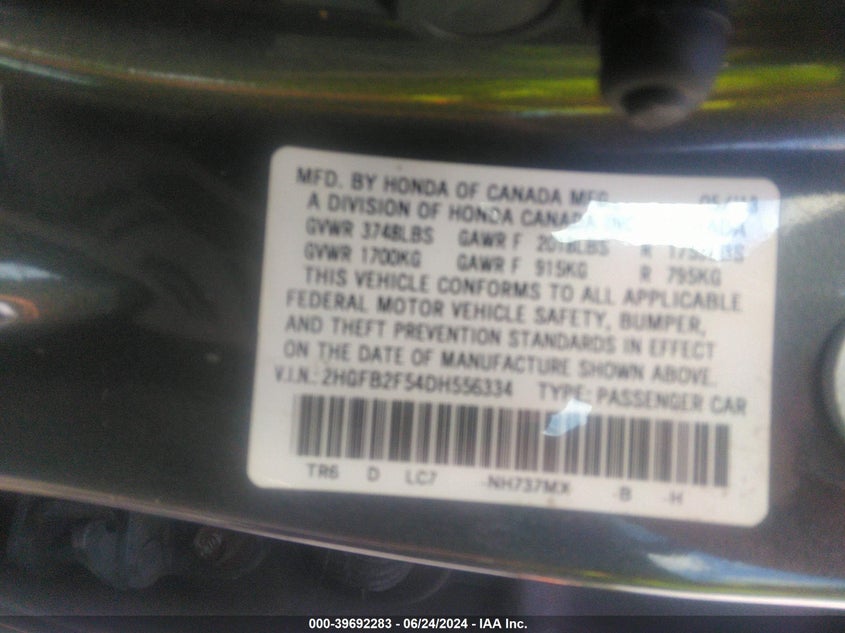 MFD. BY HONDA OF CANADA MFG.
A DIVISION OF HONDA CANADA
GVWR 3748LBS GAWR F LBS R LBS
GVWR 1700KG GAWR F 915KG R 795KG
THIS VEHICLE CONFORMS TO ALL APPLICABLE
FEDERAL MOTOR VEHICLE SAFETY, BUMPER,
AND THEFT PREVENTION STANDARDS IN EFFECT
ON THE DATE OF MANUFACTURE SHOWN ABOVE.
V.I.N.: 2HGFB2F54DH556334 TYPE: PASSENGER CAR
TR6 D LC7 -NH737MX -B -H
000-39692283 - 06/24/2024 - IAA Inc.